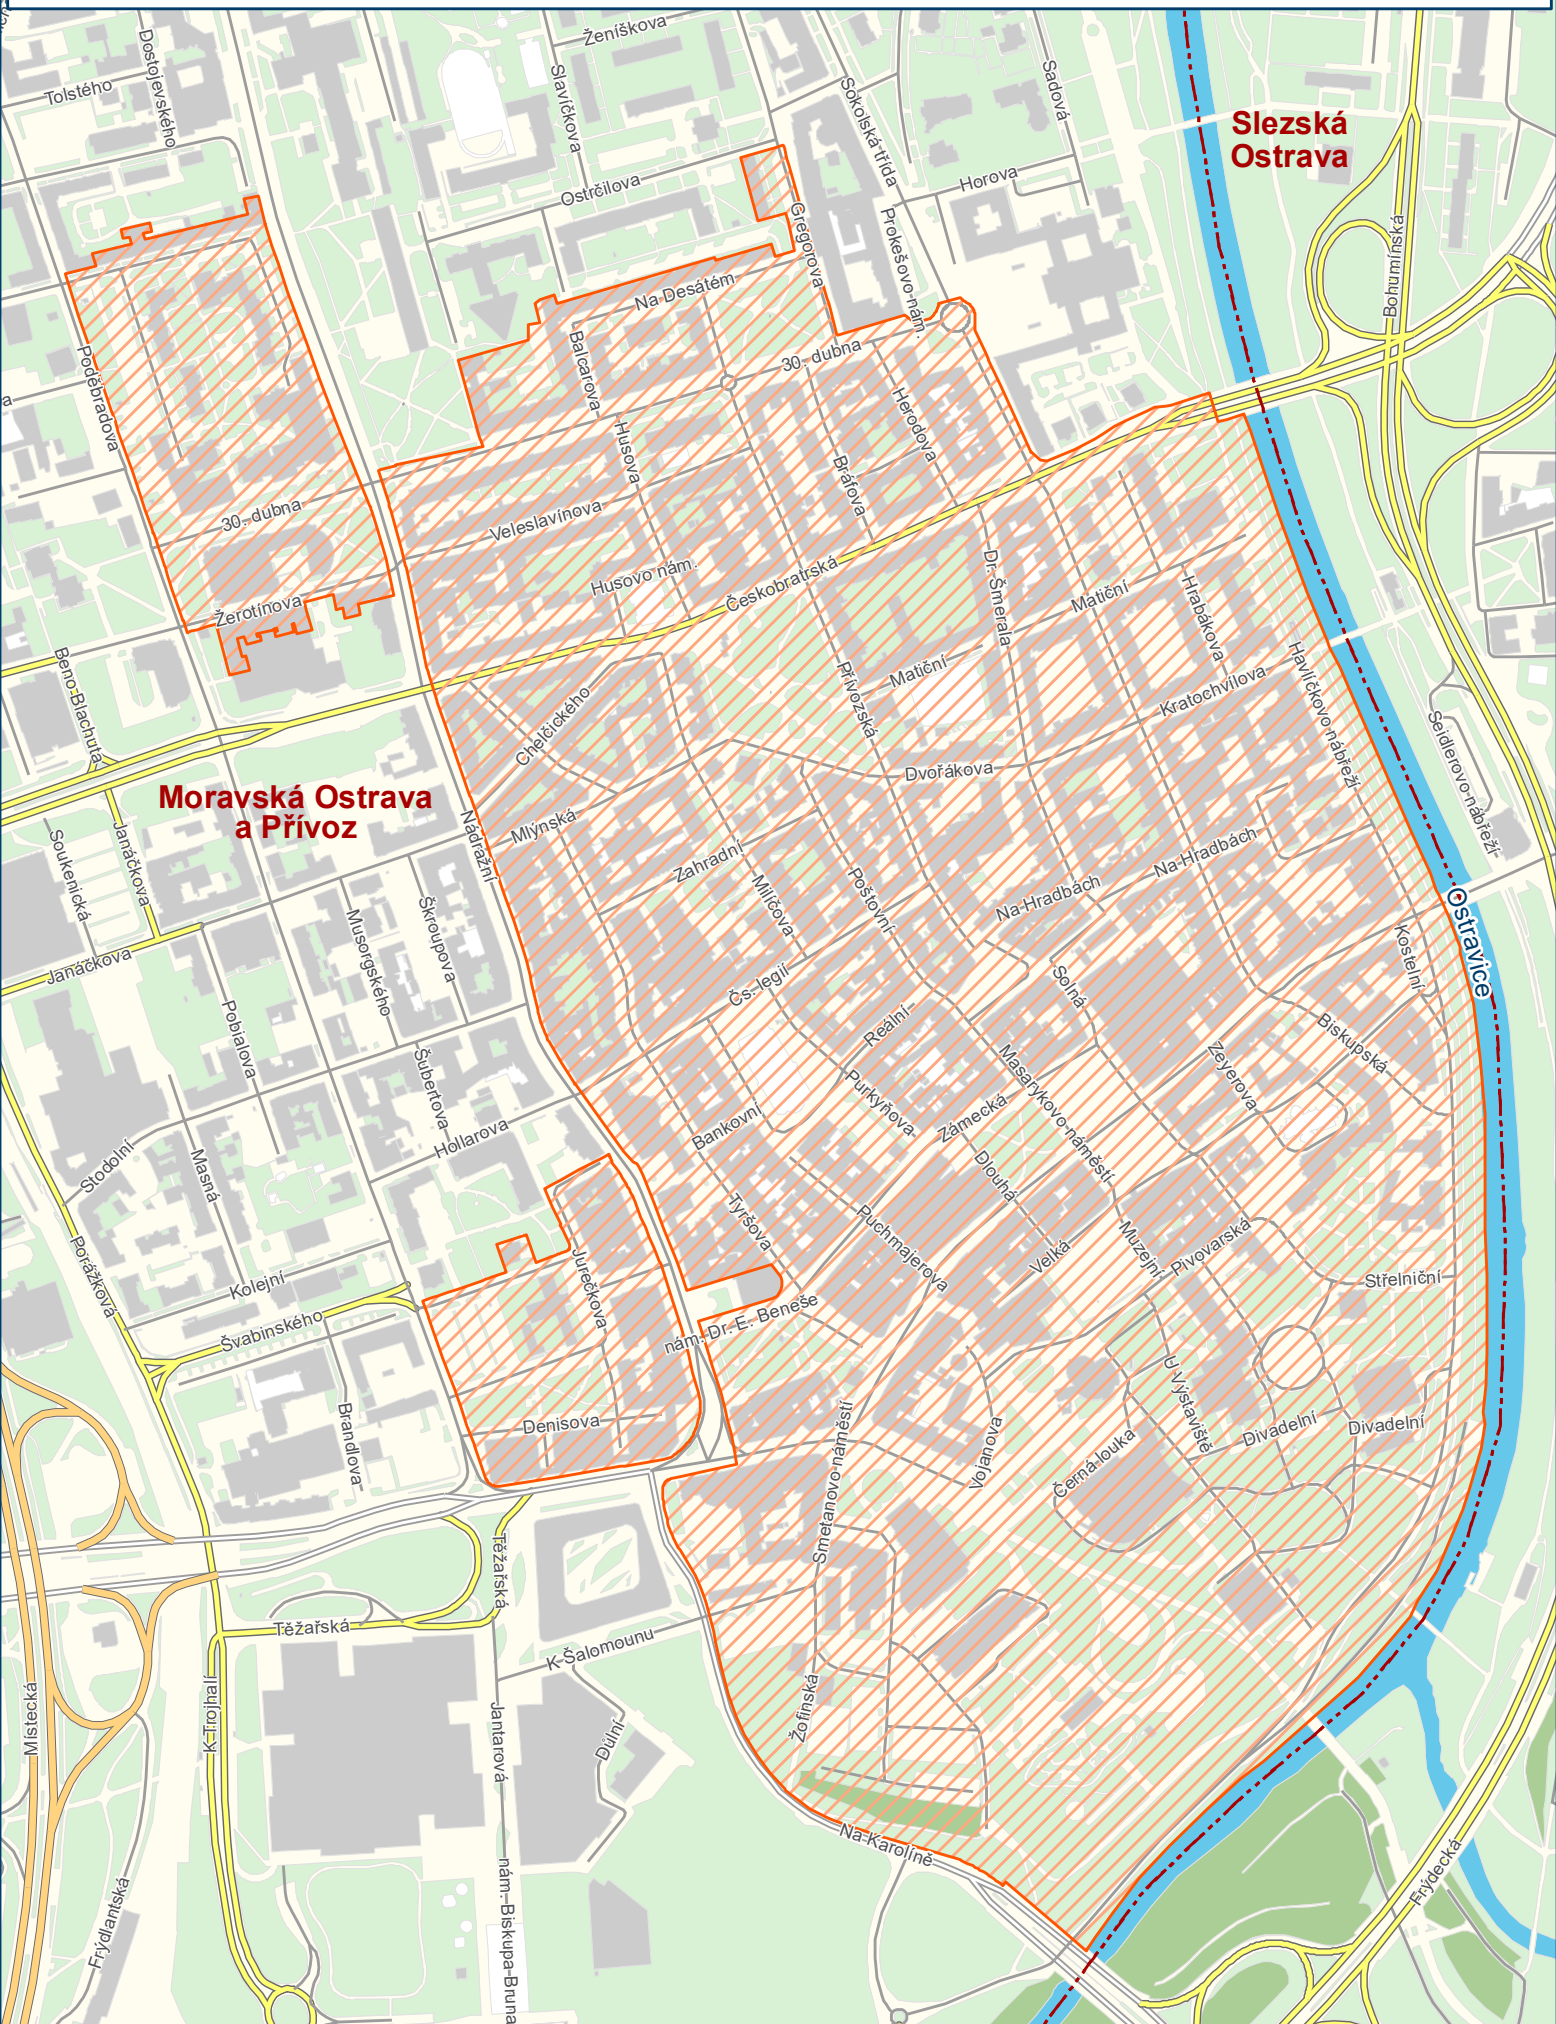 Ženíškova
Dostojevského
Tolstého
Slavíčkova
Sokolská třída
Sadová
Slezská
Ostrava
Ostrčilova
Horova
Gregorova
Prokešovo nám.
Bohumínská
Na Desátém
30. dubna
Balcarova
Poděbradova
Herodova
Husova
Bráfova
30. dubna
Veleslavínova
Husovo nám.
Českobratrská
Dr. Šmerala
Matiční
Hrabákova
Žerotínova
Beno Blachuta
Matiční
Přívozská
Kratochvílova
Havlíčkovo nábřeží
Chelčického
Seidlerovo nábřeží
Dvořákova
Moravská Ostrava
a Přívoz
Mlýnská
Nádražní
Soukenická
Janáčkova
Zahradní
Na Hradbách
Milíčova
Poštovní
Na Hradbách
Škroupova
Musorgského
Ostravice
Kostelní
Janáčkova
Čs. legií
Solná
Pobialova
Reální
Biskupská
Masarykovo náměstí
Zeyerova
Šubertova
Purkyňova
Hollarova
Bankovní
Zámecká
Stodolní
Masná
Dlouhá
Tyršova
Puchmajerova
Muzejní
Velká
Pivovarská
Porážková
Jurečkova
Kolejní
Střelniční
Švabinského
nám. Dr. E. Beneše
U Výstaviště
Brandlova
Denisova
Smetanovo náměstí
Vojanova
Černá louka
Divadelní
Divadelní
Těžařská
Těžařská
K Šalomounu
Žofinská
Místecká
K Trojhalí
Jantarová
Důlní
Na Karolíně
Frýdecká
Frýdlantská
nám. Biskupa Bruna